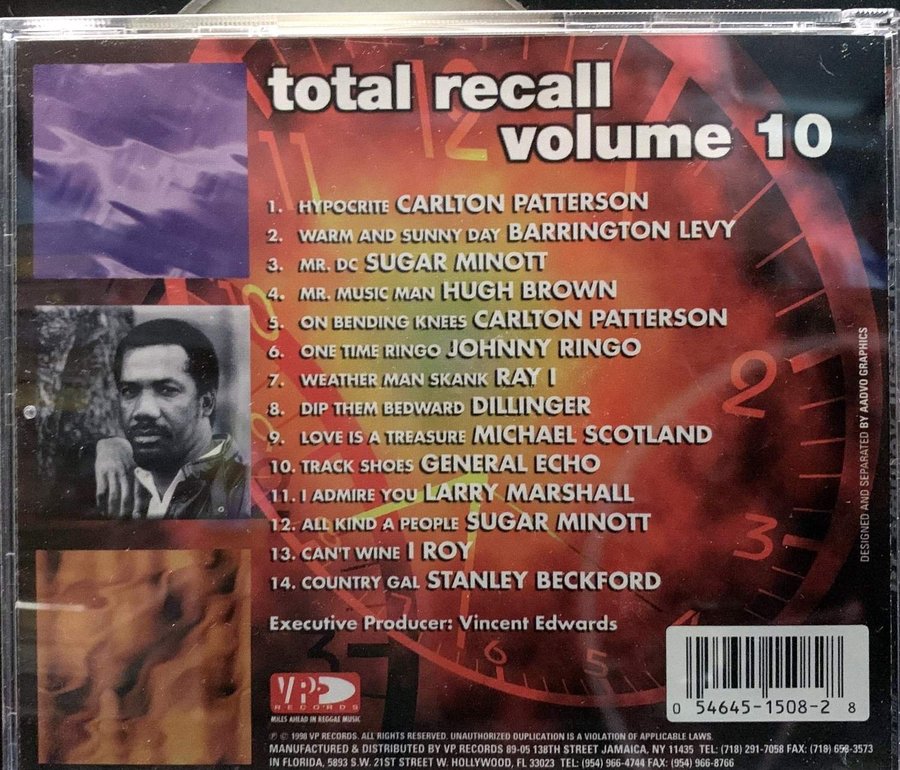 total recall
volume 10
1. HYPOCRITE CARLTON PATTERSON
2. WARM AND SUNNY DAY BARRINGTON LEVY
3. MR. DC SUGAR MINOTT
4. MR. MUSIC MAN HUGH BROWN
5. ON BENDING KNEES CARLTON PATTERSON
6. ONE TIME RINGO JOHNNY RINGO
7. WEATHER MAN SKANK RAY I
8. DIP THEM BEDWARD DILLINGER
9. LOVE IS A TREASURE MICHAEL SCOTLAND
10. TRACK SHOES GENERAL ECHO
11. I ADMIRE YOU LARRY MARSHALL
12. ALL KIND A PEOPLE SUGAR MINOTT
13. CAN'T WINE I ROY
14. COUNTRY GAL STANLEY BECKFORD
Executive Producer: Vincent Edwards
VP
RECORDS
MILES AHEAD IN REGGAE MUSIC
℗ © 1998 VP RECORDS. ALL RIGHTS RESERVED. UNAUTHORIZED DUPLICATION IS A VIOLATION OF APPLICABLE LAWS.
MANUFACTURED & DISTRIBUTED BY VP RECORDS 89-05 138TH STREET JAMAICA, NY 11435 TEL: (718) 291-7058 FAX: (718) 658-3573
IN FLORIDA, 5893 S.W. 21ST STREET W. HOLLYWOOD, FL 33023 TEL: (954) 966-4744 FAX: (954) 966-8766
0 54645-1508-2 8
DESIGNED AND SEPARATED BY AADVO GRAPHICS
11
12
2
3
4
5
6